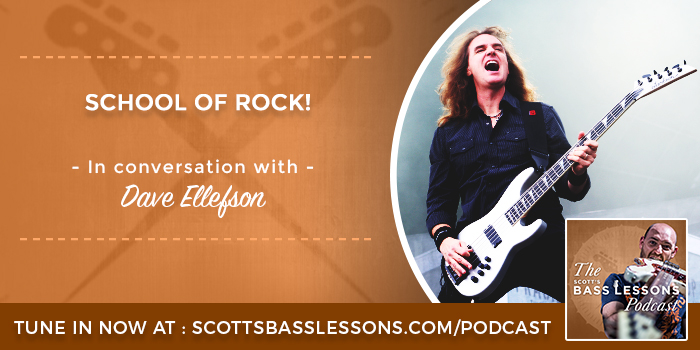 SCHOOL OF ROCK!
- In conversation with -
Dave Ellefson
The
SCOTT'S
BASS LESSONS
Podcast
TUNE IN NOW AT : SCOTTSBASSLESSONS.COM/PODCAST